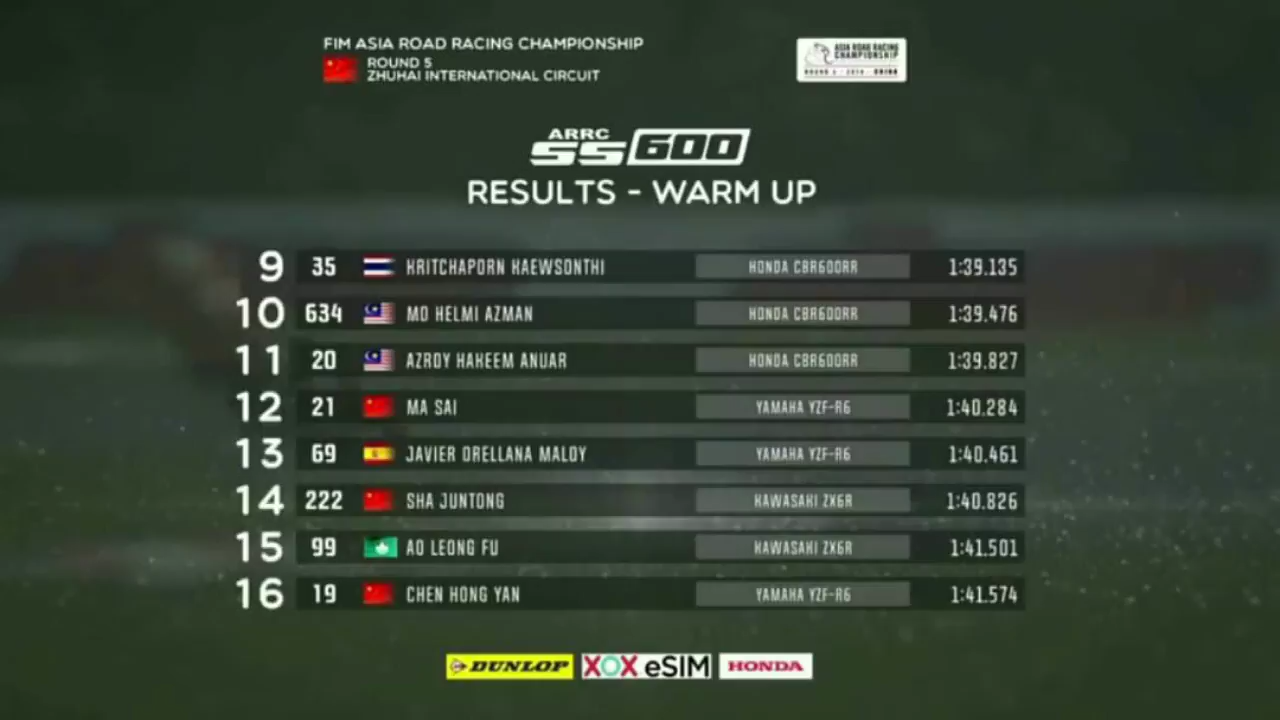 FIM ASIA ROAD RACING CHAMPIONSHIP
ROUND 5
ZHUHAI INTERNATIONAL CIRCUIT
ASIA ROAD RACING
CHAMPIONSHIP
ARRC
SS600
RESULTS - WARM UP
9 35 KRITCHAPORN KAEWSONTHI HONDA CBR600RR 1:39.135
10 634 MD HELMI AZMAN HONDA CBR600RR 1:39.476
11 20 AZROY HAKEEM ANUAR HONDA CBR600RR 1:39.827
12 21 MA SAI YAMAHA YZF-R6 1:40.284
13 69 JAVIER ORELLANA MALOY YAMAHA YZF-R6 1:40.461
14 222 SHA JUNTONG KAWASAKI ZX6R 1:40.826
15 99 AO LEONG FU KAWASAKI ZX6R 1:41.501
16 19 CHEN HONG YAN YAMAHA YZF-R6 1:41.574
DUNLOP XOX eSIM HONDA